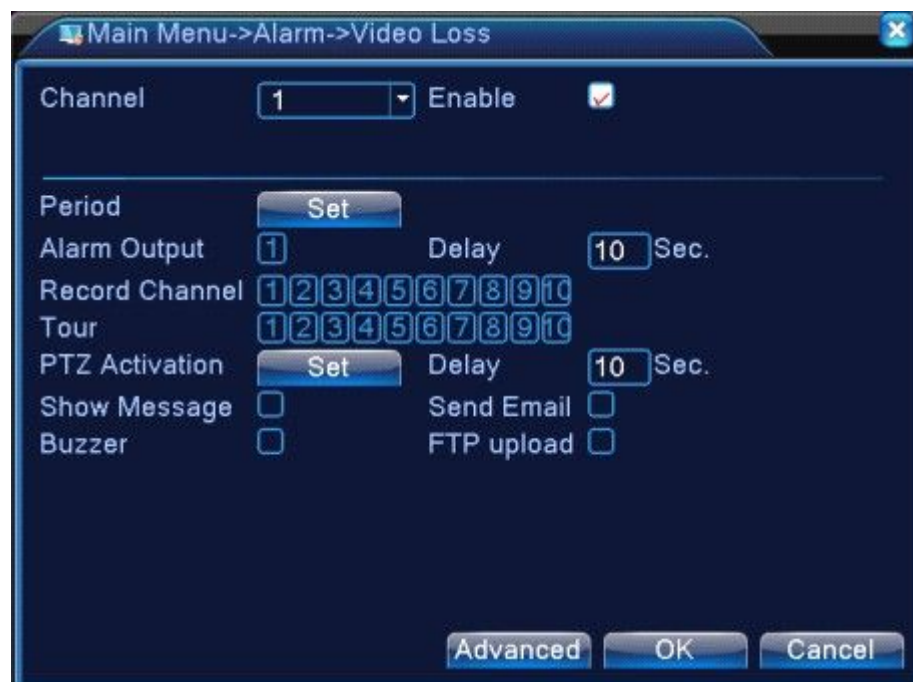 Main Menu->Alarm->Video Loss
Channel 1 Enable
Period Set
Alarm Output 1 Delay 10 Sec.
Record Channel 1 2 3 4 5 6 7 8 9 10
Tour 1 2 3 4 5 6 7 8 9 10
PTZ Activation Set Delay 10 Sec.
Show Message Send Email
Buzzer FTP upload
Advanced OK Cancel